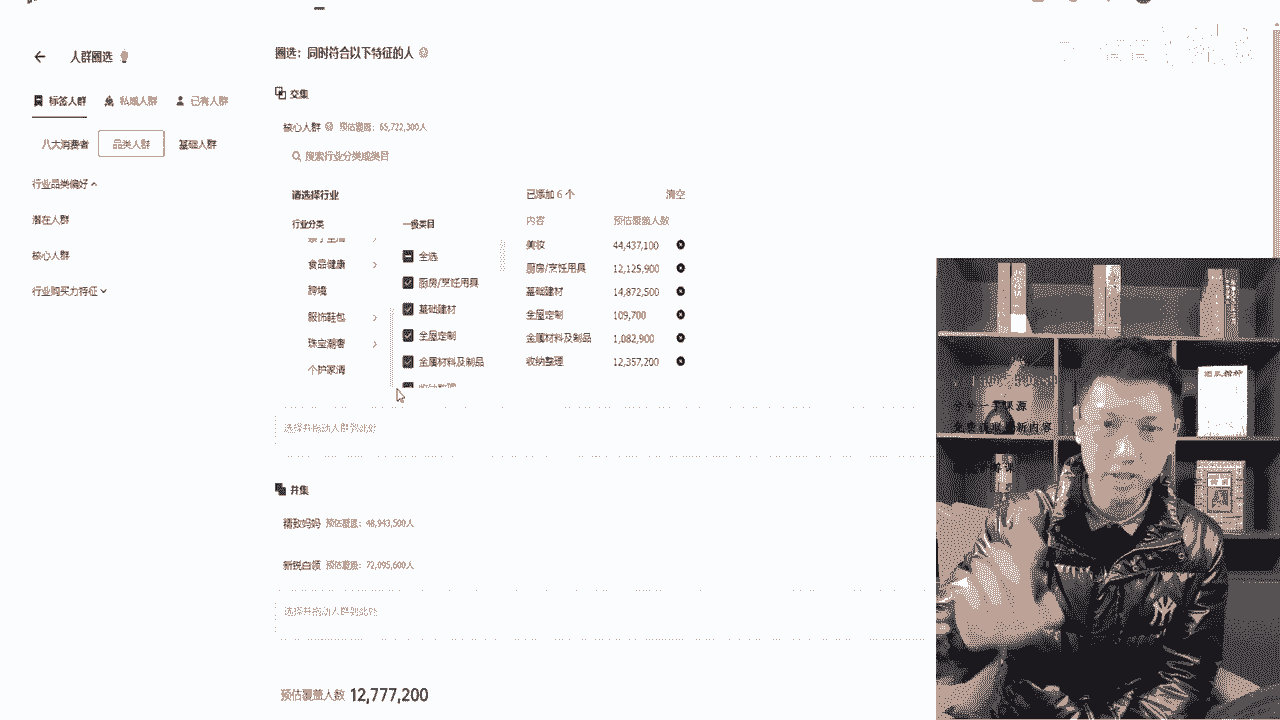 人群圈选
圈选：同时符合以下特征的人
标签人群 私域人群 已有人群
交集
核心人群 预估覆盖：65,722,300人
八大消费者 品类人群 基础人群
搜索行业分类或类目
行业品类偏好
请选择行业
已添加 6 个 清空
潜在人群
行业分类 一级类目
内容 预估覆盖人数
全选
美妆 44,437,100
核心人群
食品健康
厨房/烹饪用具
厨房/烹饪用具 12,125,900
行业购买力特征
跨境
基础建材
基础建材 14,872,500
服饰鞋包
全屋定制
全屋定制 109,700
珠宝潮奢
金属材料及制品
金属材料及制品 1,082,900
个护家清
收纳整理
收纳整理 12,357,200
选择并拖动人群到此处
并集
精致妈妈 预估覆盖：48,943,500人
新锐白领 预估覆盖：72,095,600人
选择并拖动人群到此处
预估覆盖人数 12,777,200